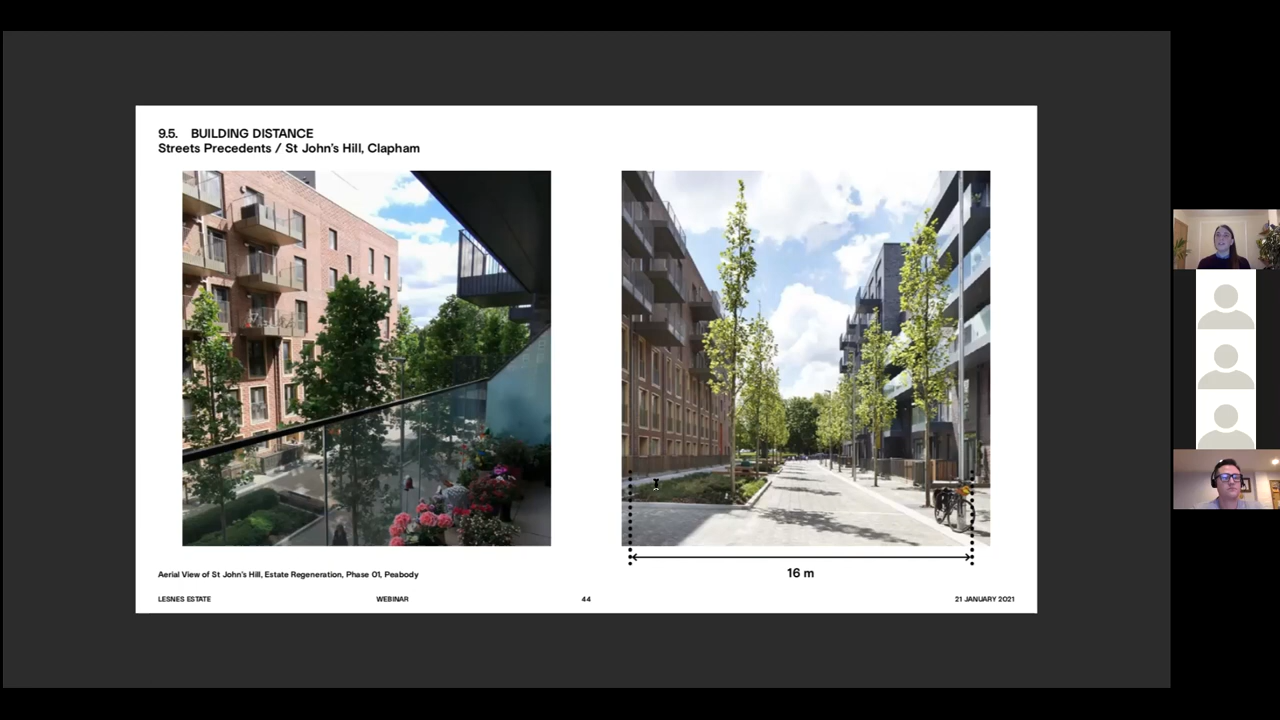 9.5. BUILDING DISTANCE
Streets Precedents / St John's Hill, Clapham
16 m
Aerial View of St John's Hill, Estate Regeneration, Phase 01, Peabody
LESNES ESTATE WEBINAR 44 21 JANUARY 2021